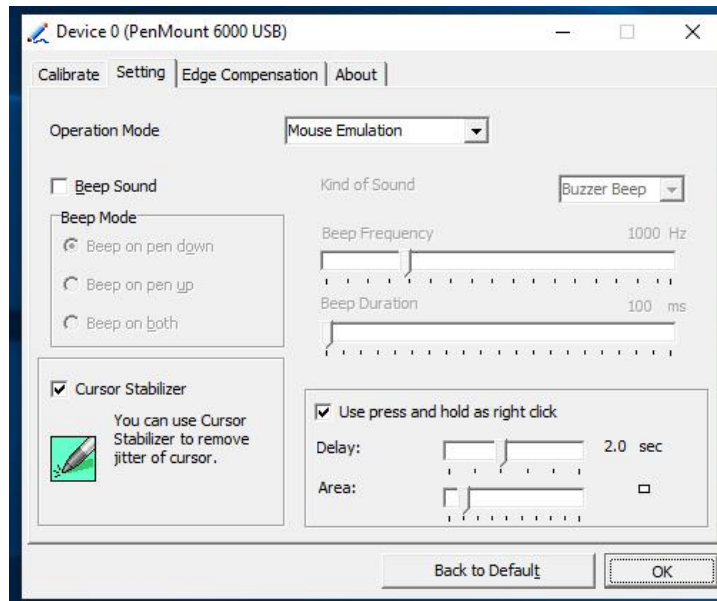 Device 0 (PenMount 6000 USB)
Calibrate Setting Edge Compensation About
Operation Mode Mouse Emulation
Beep Sound Kind of Sound Buzzer Beep
Beep Mode
Beep on pen down
Beep on pen up
Beep on both
Beep Frequency 1000 Hz
Beep Duration 100 ms
Cursor Stabilizer
You can use Cursor
Stabilizer to remove
jitter of cursor.
Use press and hold as right click
Delay: 2.0 sec
Area:
Back to Default OK